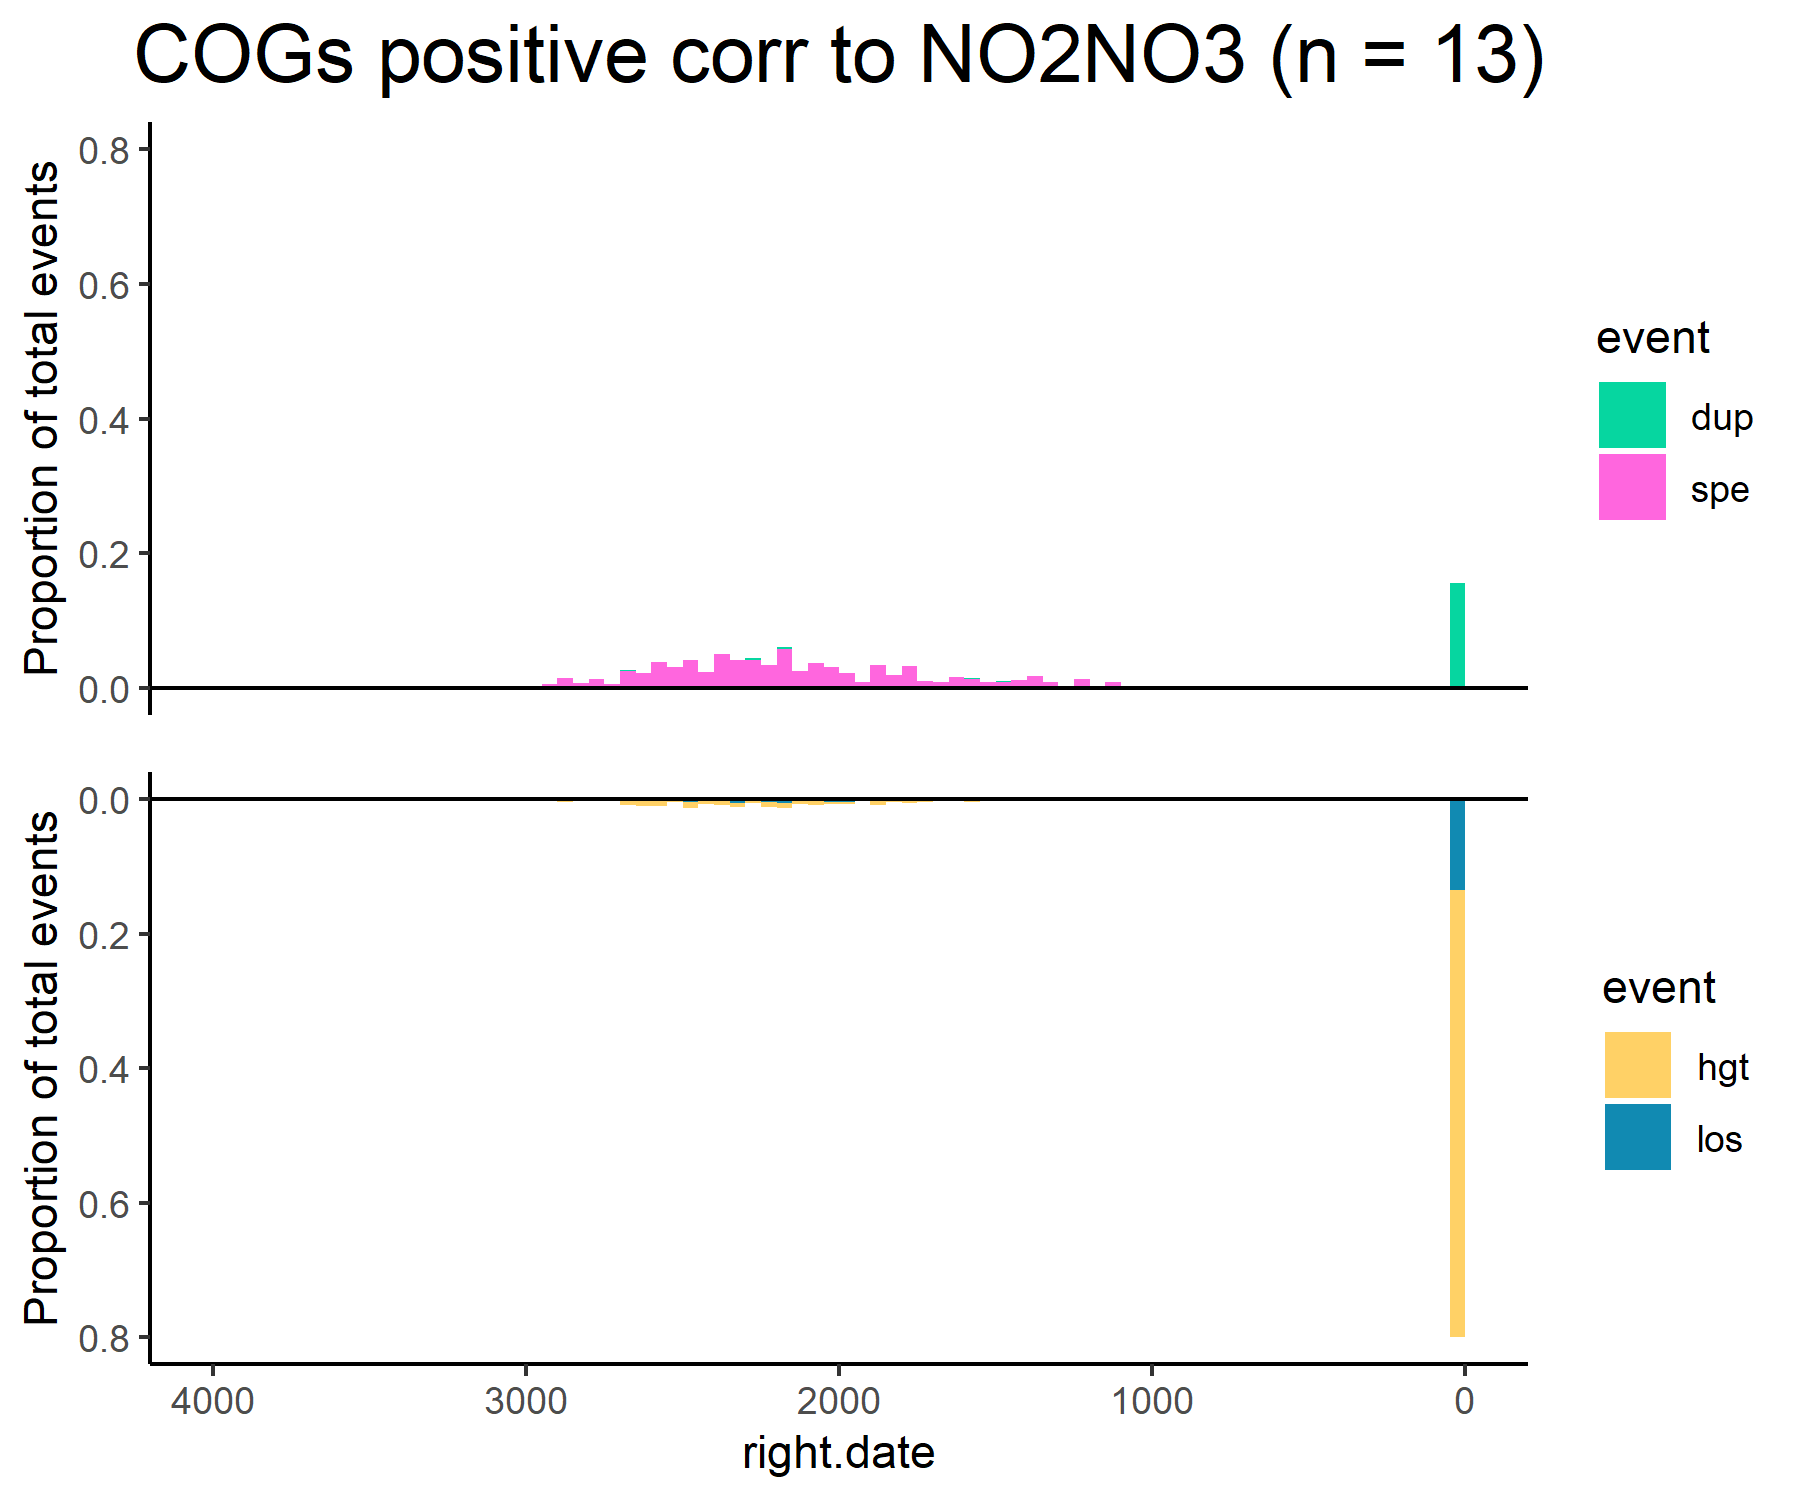 COGs positive corr to NO2NO3 (n = 13)
Proportion of total events
0.8
0.6
0.4
0.2
0.0
event
dup
spe
Proportion of total events
0.0
0.2
0.4
0.6
0.8
event
hgt
los
4000
3000
2000
1000
0
right.date